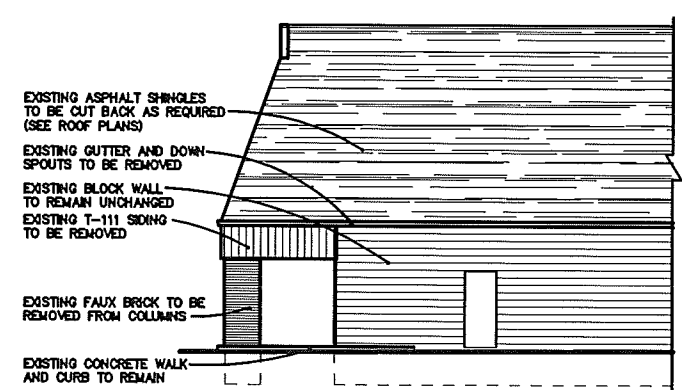 EXISTING ASPHALT SHINGLES
TO BE CUT BACK AS REQUIRED
(SEE ROOF PLANS)
EXISTING GUTTER AND DOWN
SPOUTS TO BE REMOVED
EXISTING BLOCK WALL
TO REMAIN UNCHANGED
EXISTING T-111 SIDING
TO BE REMOVED
EXISTING FAUX BRICK TO BE
REMOVED FROM COLUMNS
EXISTING CONCRETE WALK
AND CURB TO REMAIN